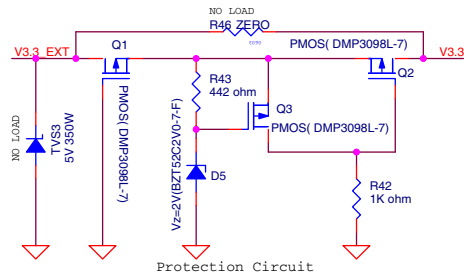 NO LOAD
R46 ZERO
V3.3_EXT
Q1
PMOS( DMP3098L-7)
V3.3
Q2
R43
442 ohm
Q3
PMOS( DMP3098L-7)
PMOS( DMP3098L-7)
NO LOAD
TVS3
5V 350W
Vz=2V(BZT52C2V0-7-F)
D5
R42
1K ohm
Protection Circuit